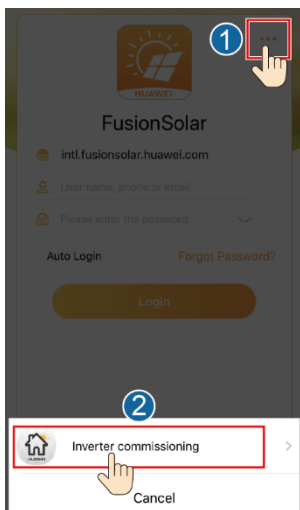 1
HUAWEI
FusionSolar
intl.fusionsolar.huawei.com
User name, phone or email
Please enter the password.
Auto Login Forgot Password?
Login
2
HUAWEI
Inverter commissioning
Cancel